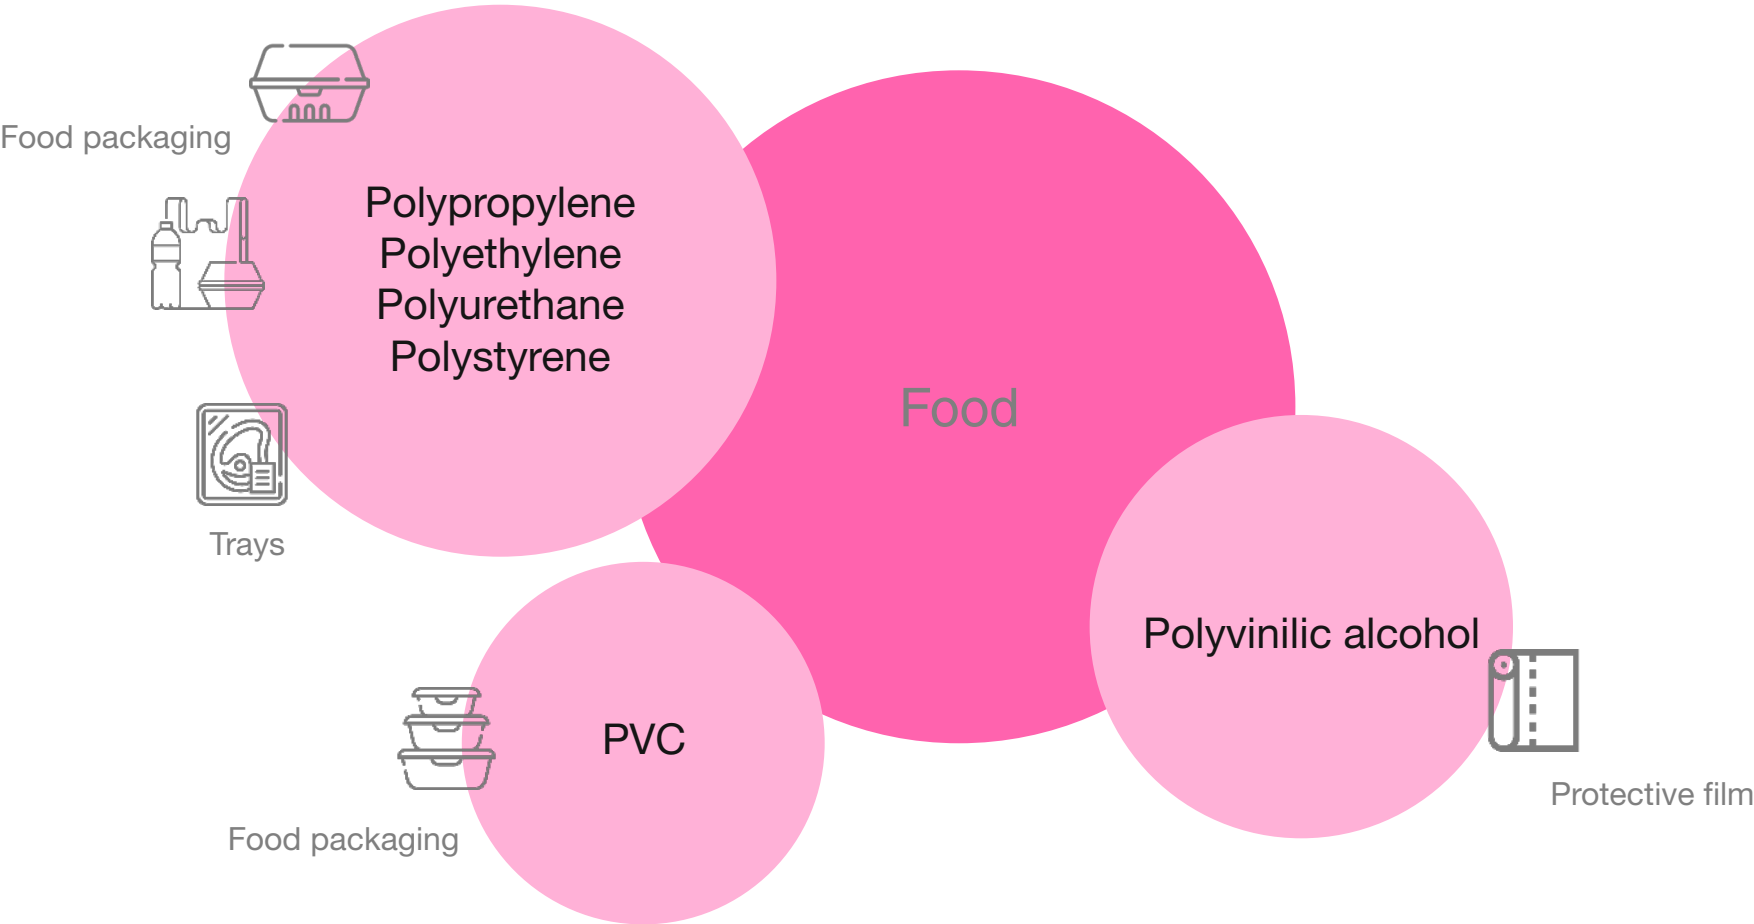 Food packaging
Polypropylene
Polyethylene
Polyurethane
Polystyrene
Trays
Food
Polyvinilic alcohol
Protective film
PVC
Food packaging